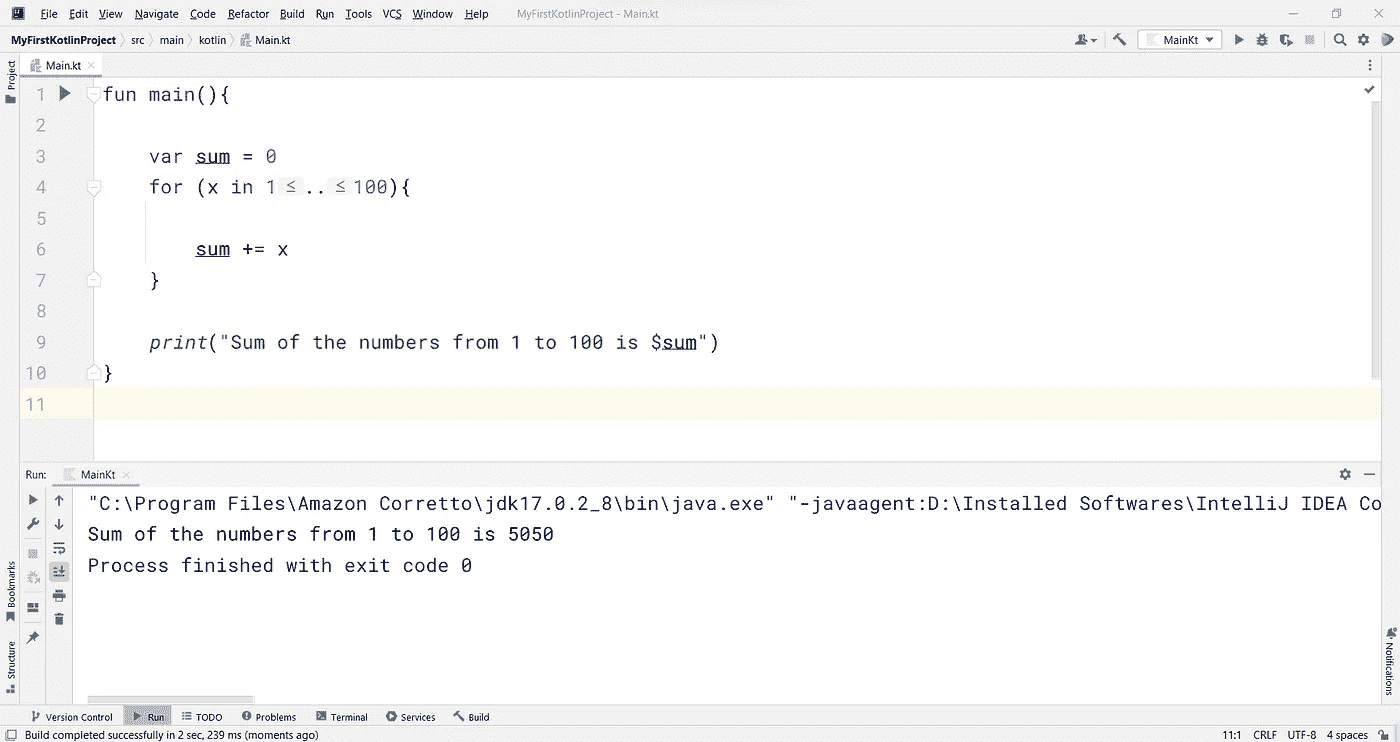 File Edit View Navigate Code Refactor Build Run Tools VCS Window Help MyFirstKotlinProject - Main.kt
MyFirstKotlinProject src main kotlin Main.kt MainKt
Project
Main.kt
1 fun main(){
2
3 var sum = 0
4 for (x in 1 ≤ .. ≤ 100){
5
6 sum += x
7 }
8
9 print("Sum of the numbers from 1 to 100 is $sum")
10 }
11
Run: MainKt
"C:\Program Files\Amazon Corretto\jdk17.0.2_8\bin\java.exe" "-javaagent:D:\Installed Softwares\IntelliJ IDEA Co
Sum of the numbers from 1 to 100 is 5050
Process finished with exit code 0
Bookmarks
Structure
Notifications
Version Control Run TODO Problems Terminal Services Build
Build completed successfully in 2 sec, 239 ms (moments ago) 11:1 CRLF UTF-8 4 spaces